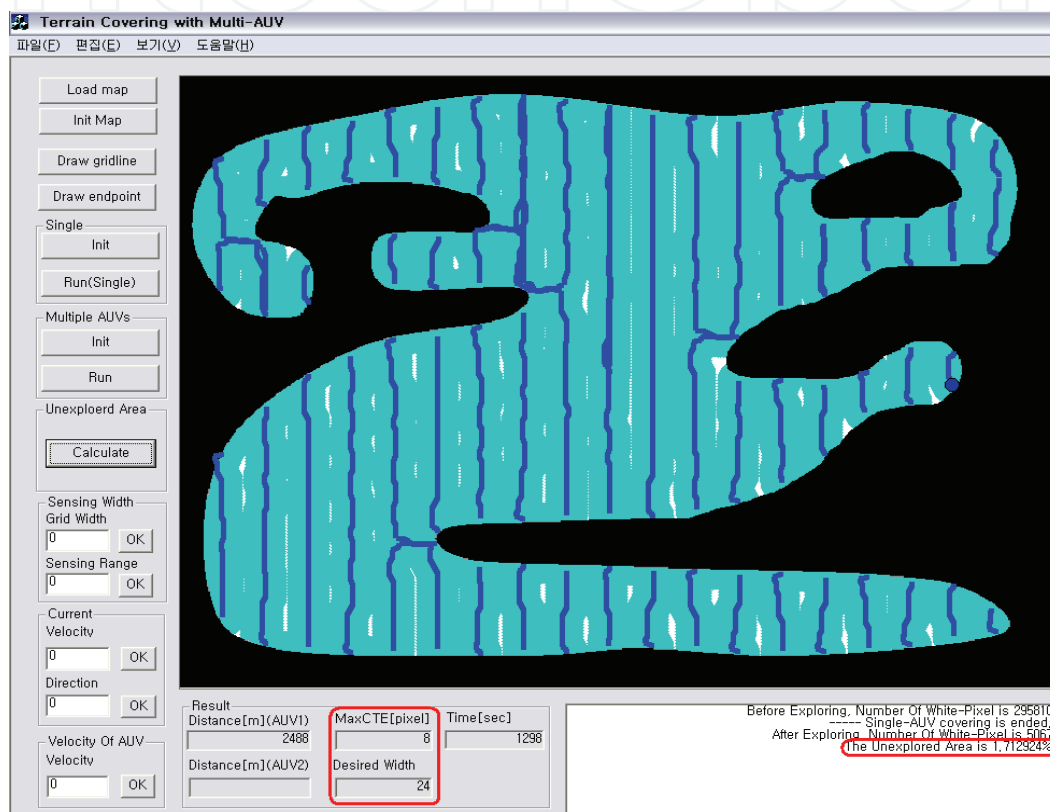 Terrain Covering with Multi-AUV
파일(F) 편집(E) 보기(V) 도움말(H)
Load map
Init Map
Draw gridline
Draw endpoint
Single
Init
Run(Single)
Multiple AUVs
Init
Run
Unexploerd Area
Calculate
Sensing Width
Grid Width
0 OK
Sensing Range
0 OK
Current
Velocity
0 OK
Direction
0 OK
Velocity Of AUV
Velocity
0 OK
Result
Distance[m](AUV1) MaxCTE[pixel] Time[sec]
2488 8 1298
Distance[m](AUV2) Desired Width
24
Before Exploring, Number Of White-Pixel is 295810
----- Single-AUV covering is ended.
After Exploring, Number Of White-Pixel is 5067
The Unexplored Area is 1.712924%